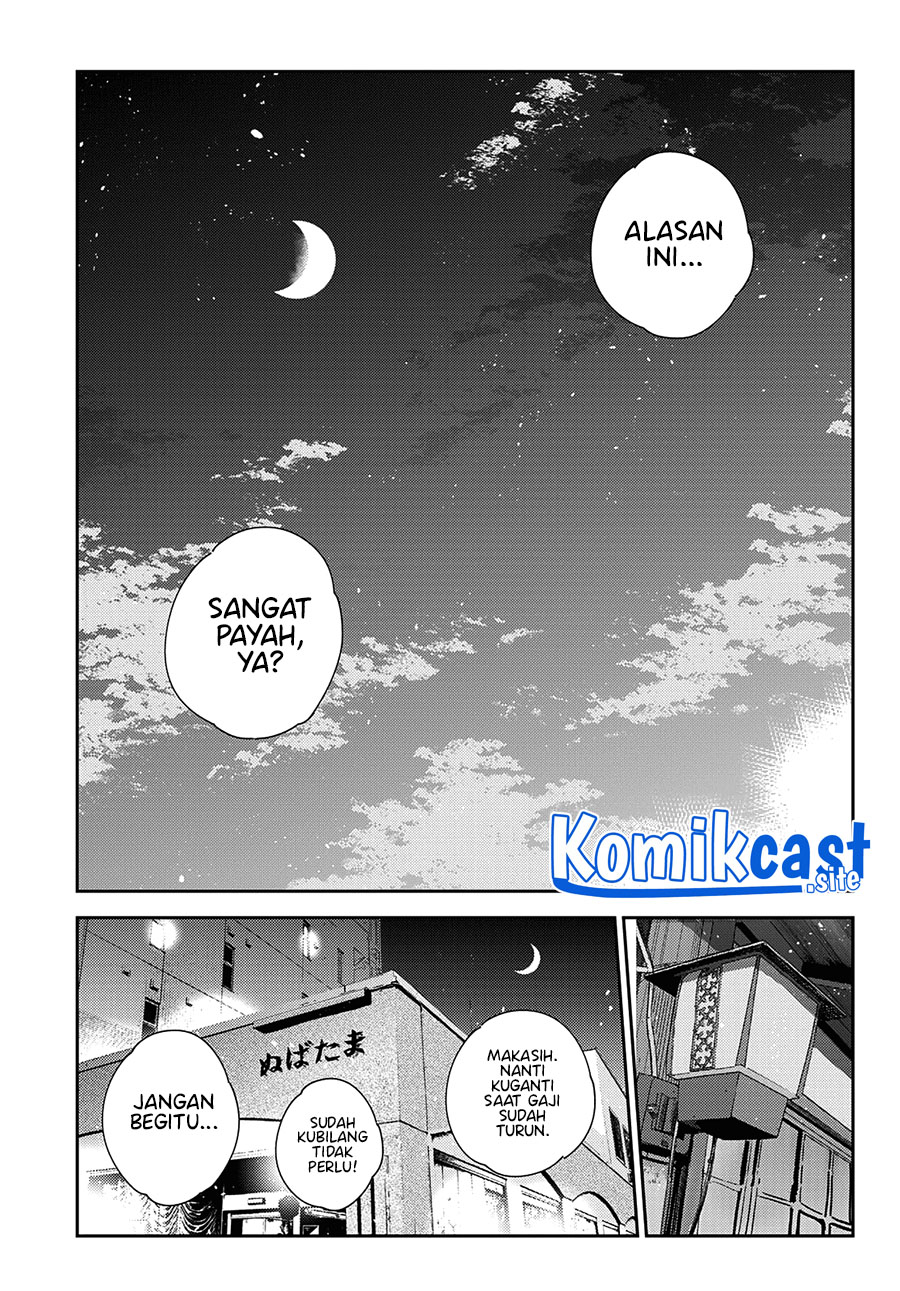 ALASAN
INI...
SANGAT
PAYAH,
YA?
Komikcast
.site
MAKASIH.
NANTI
KUGANTI
SAAT GAJI
SUDAH
TURUN.
ぬばたま
SUDAH
KUBILANG
TIDAK
PERLU!
JANGAN
BEGITU...